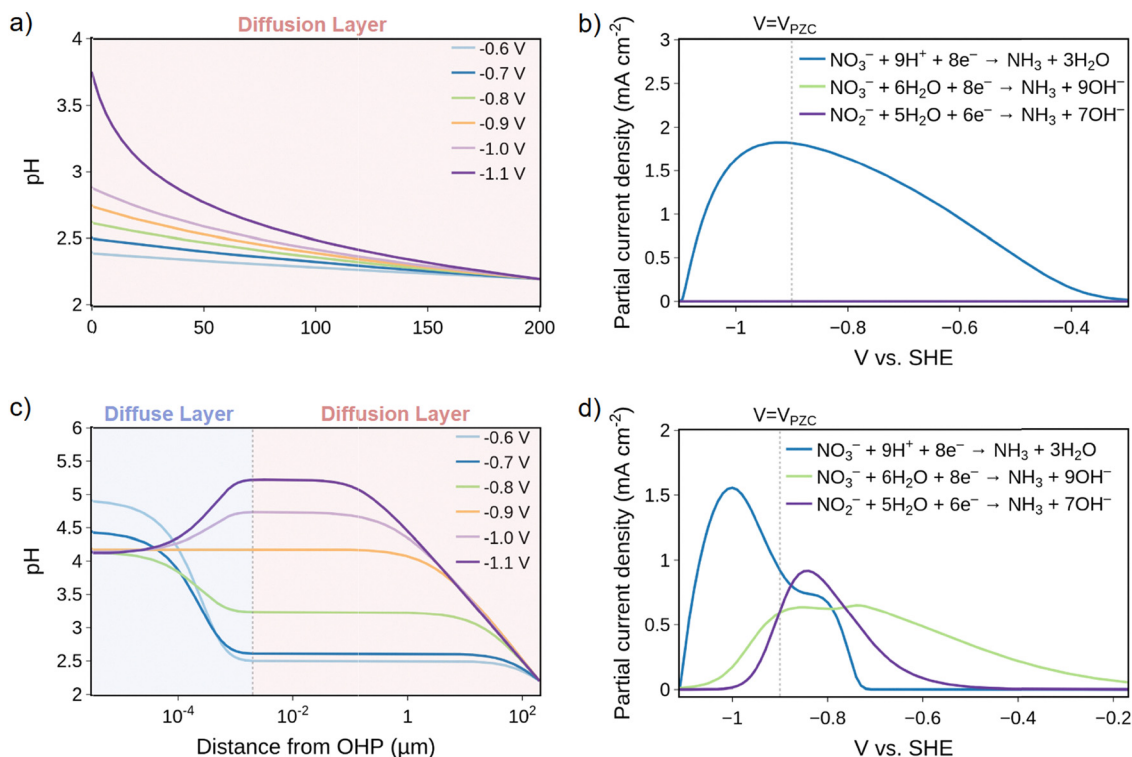 a)
Diffusion Layer
4
3.5
3
2.5
2
pH
-0.6 V
-0.7 V
-0.8 V
-0.9 V
-1.0 V
-1.1 V
0
50
100
150
200
b)
V=V_PZC
3
2.5
2
1.5
1
0.5
0
Partial current density (mA cm⁻²)
NO₃⁻ + 9H⁺ + 8e⁻ → NH₃ + 3H₂O
NO₃⁻ + 6H₂O + 8e⁻ → NH₃ + 9OH⁻
NO₂⁻ + 5H₂O + 6e⁻ → NH₃ + 7OH⁻
−1
−0.8
−0.6
−0.4
V vs. SHE
c)
Diffuse Layer
Diffusion Layer
6
5.5
5
4.5
4
3.5
3
2.5
2
pH
-0.6 V
-0.7 V
-0.8 V
-0.9 V
-1.0 V
-1.1 V
10⁻⁴
10⁻²
1
10²
Distance from OHP (µm)
d)
V=V_PZC
2
1.5
1
0.5
0
Partial current density (mA cm⁻²)
NO₃⁻ + 9H⁺ + 8e⁻ → NH₃ + 3H₂O
NO₃⁻ + 6H₂O + 8e⁻ → NH₃ + 9OH⁻
NO₂⁻ + 5H₂O + 6e⁻ → NH₃ + 7OH⁻
−1
−0.8
−0.6
−0.4
−0.2
V vs. SHE